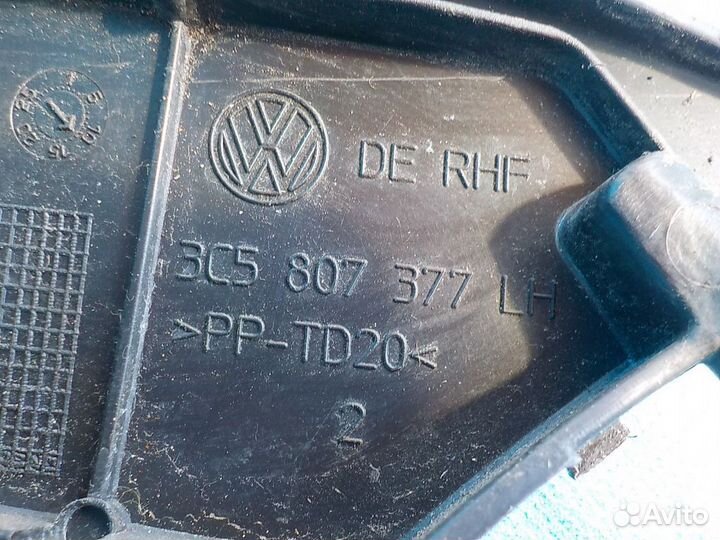 DE RHF
3C5 807 377 LH
>PP-TD20<
2
Avito